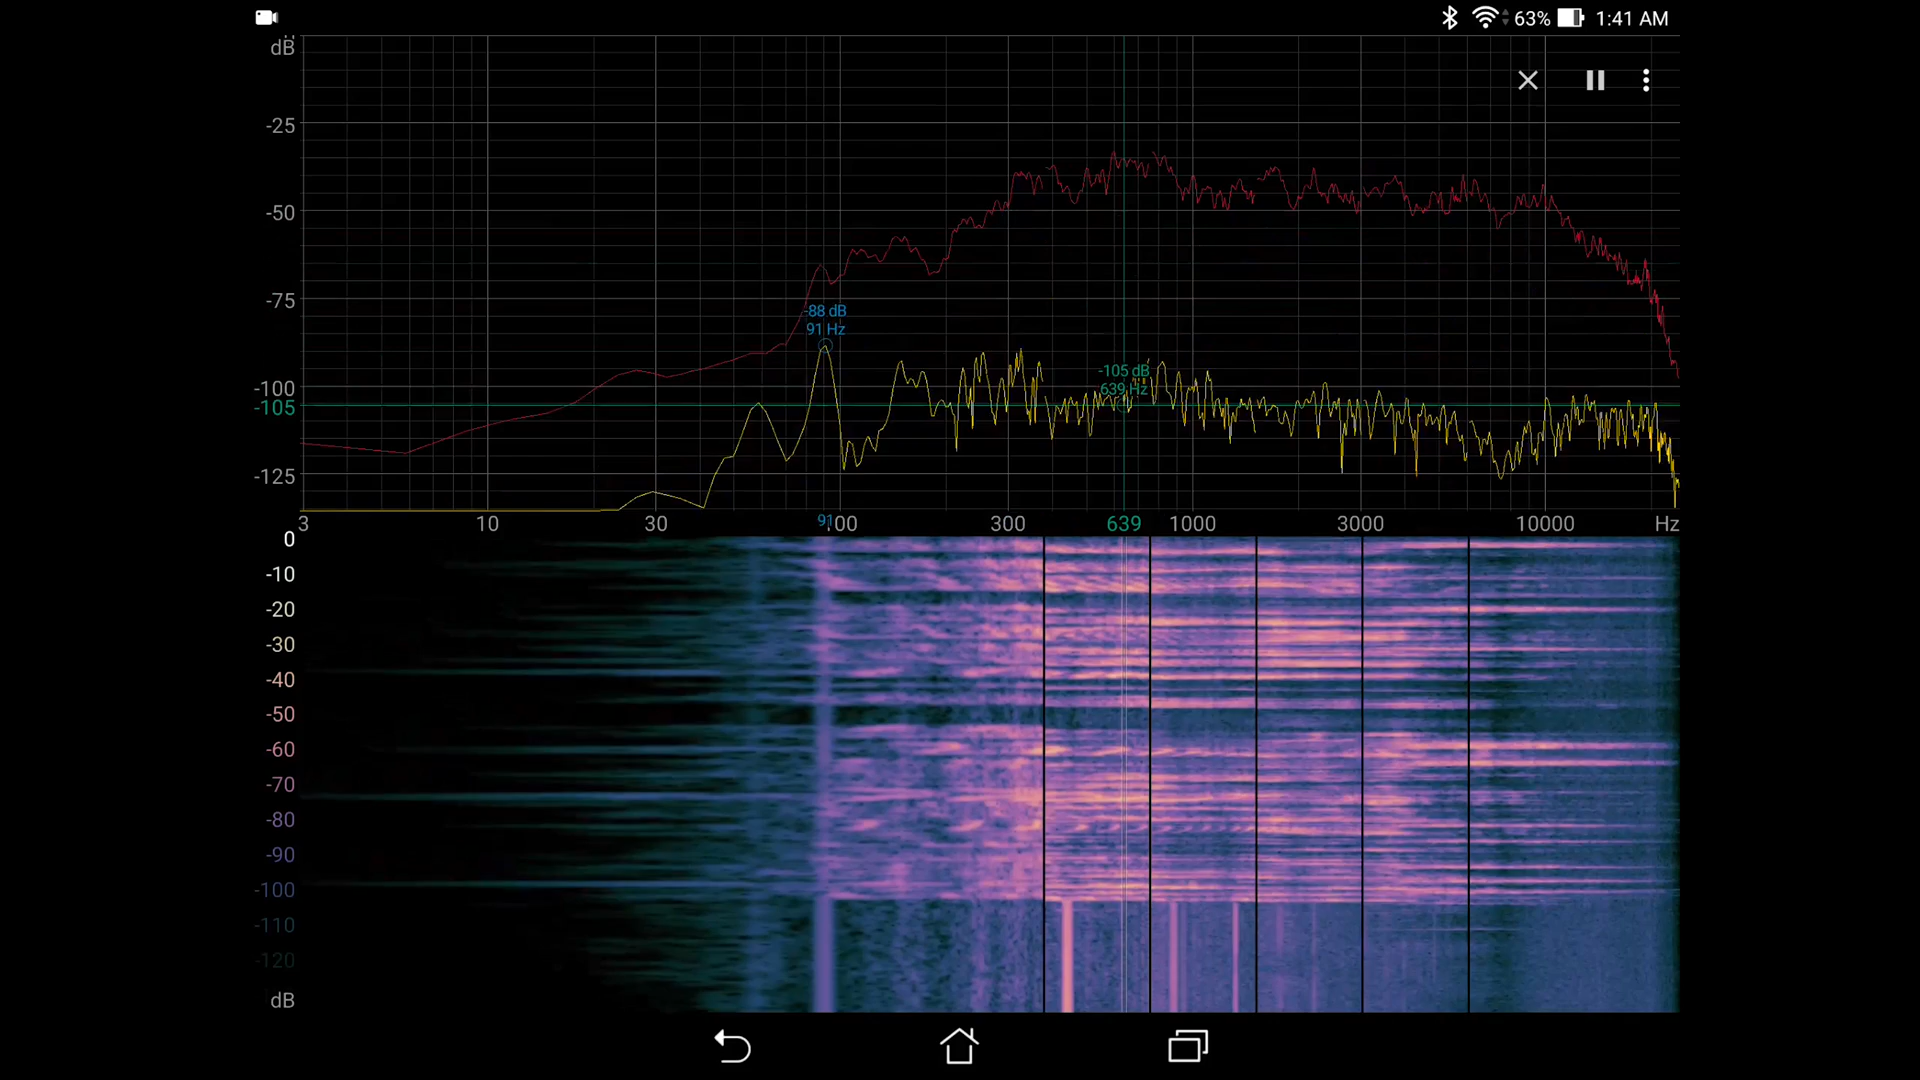 63% 1:41 AM
dB
-25
-50
-75
-88 dB
91 Hz
-105 dB
639 Hz
-100
-105
-125
3 10 30 91 100 300 639 1000 3000 10000 Hz
0
-10
-20
-30
-40
-50
-60
-70
-80
-90
-100
-110
-120
dB